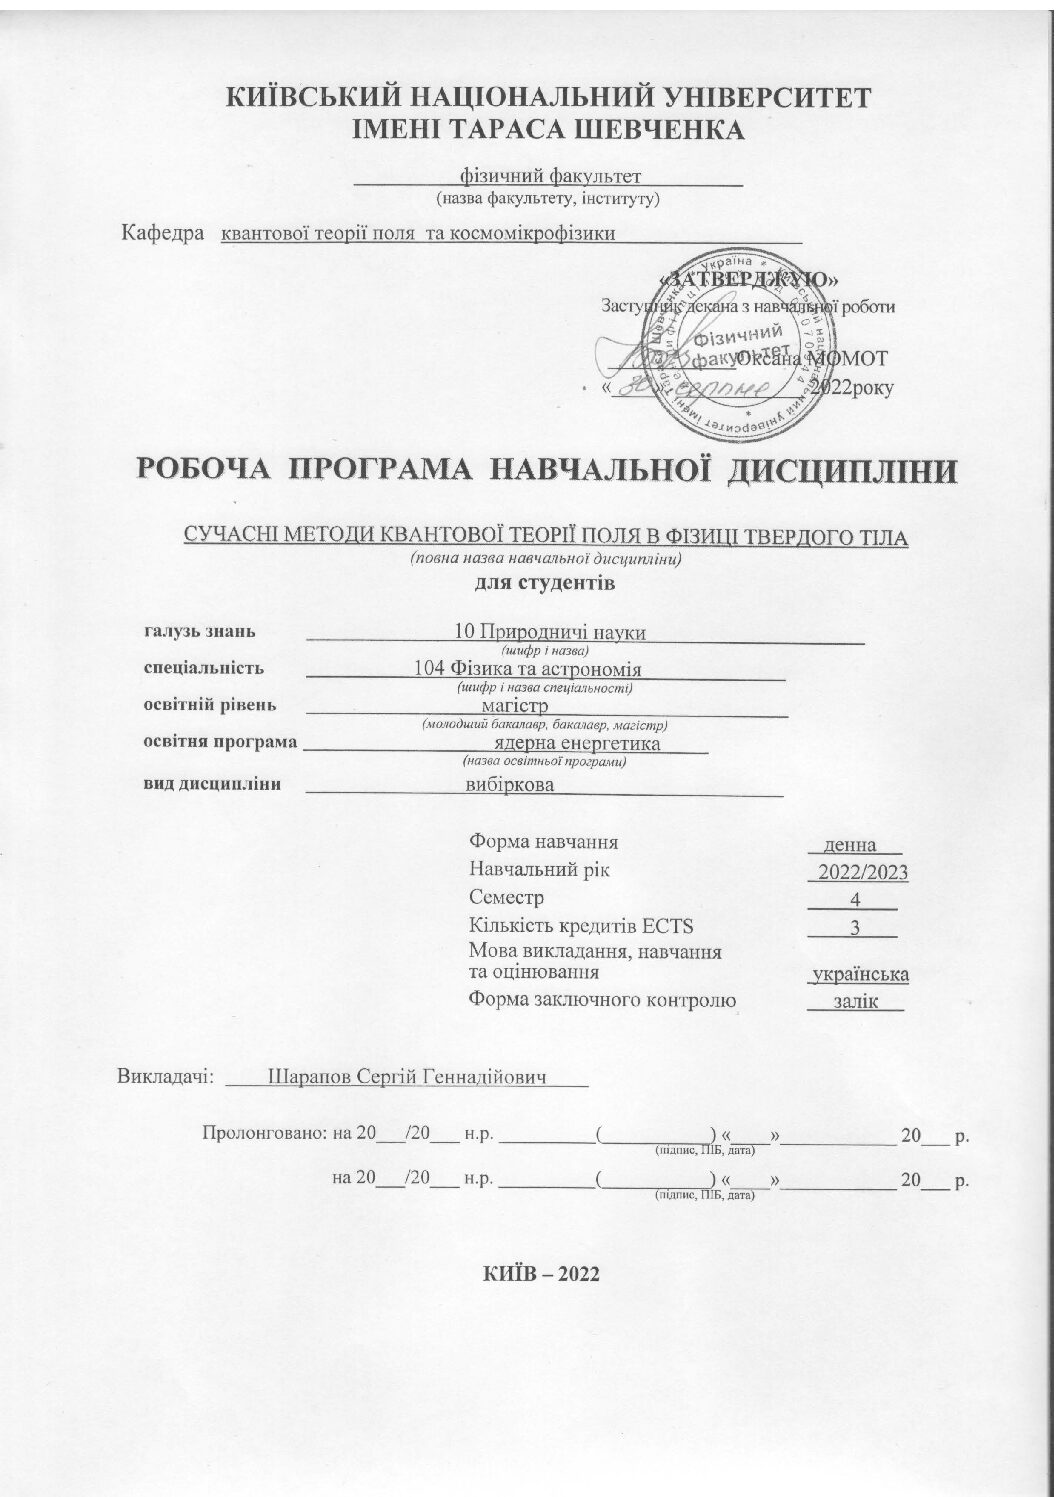 КИЇВСЬКИЙ НАЦІОНАЛЬНИЙ УНІВЕРСИТЕТ
ІМЕНІ ТАРАСА ШЕВЧЕНКА
фізичний факультет
(назва факультету, інституту)
Кафедра квантової теорії поля та космомікрофізики
«ЗАТВЕРДЖУЮ»
Заступник декана з навчальної роботи
Фізичний
факультет
Оксана МОМОТ
«30» серпня 2022року
РОБОЧА ПРОГРАМА НАВЧАЛЬНОЇ ДИСЦИПЛІНИ
СУЧАСНІ МЕТОДИ КВАНТОВОЇ ТЕОРІЇ ПОЛЯ В ФІЗИЦІ ТВЕРДОГО ТІЛА
(повна назва навчальної дисципліни)
для студентів
галузь знань 10 Природничі науки
(шифр і назва)
спеціальність 104 Фізика та астрономія
(шифр і назва спеціальності)
освітній рівень магістр
(молодший бакалавр, бакалавр, магістр)
освітня програма ядерна енергетика
(назва освітньої програми)
вид дисципліни вибіркова
Форма навчання денна
Навчальний рік 2022/2023
Семестр 4
Кількість кредитів ECTS 3
Мова викладання, навчання
та оцінювання українська
Форма заключного контролю залік
Викладачі: Шарапов Сергій Геннадійович
Пролонговано: на 20___/20___ н.р. __________(___________) «____»____________ 20___ р.
(підпис, ПІБ, дата)
на 20___/20___ н.р. __________(___________) «____»____________ 20___ р.
(підпис, ПІБ, дата)
КИЇВ – 2022